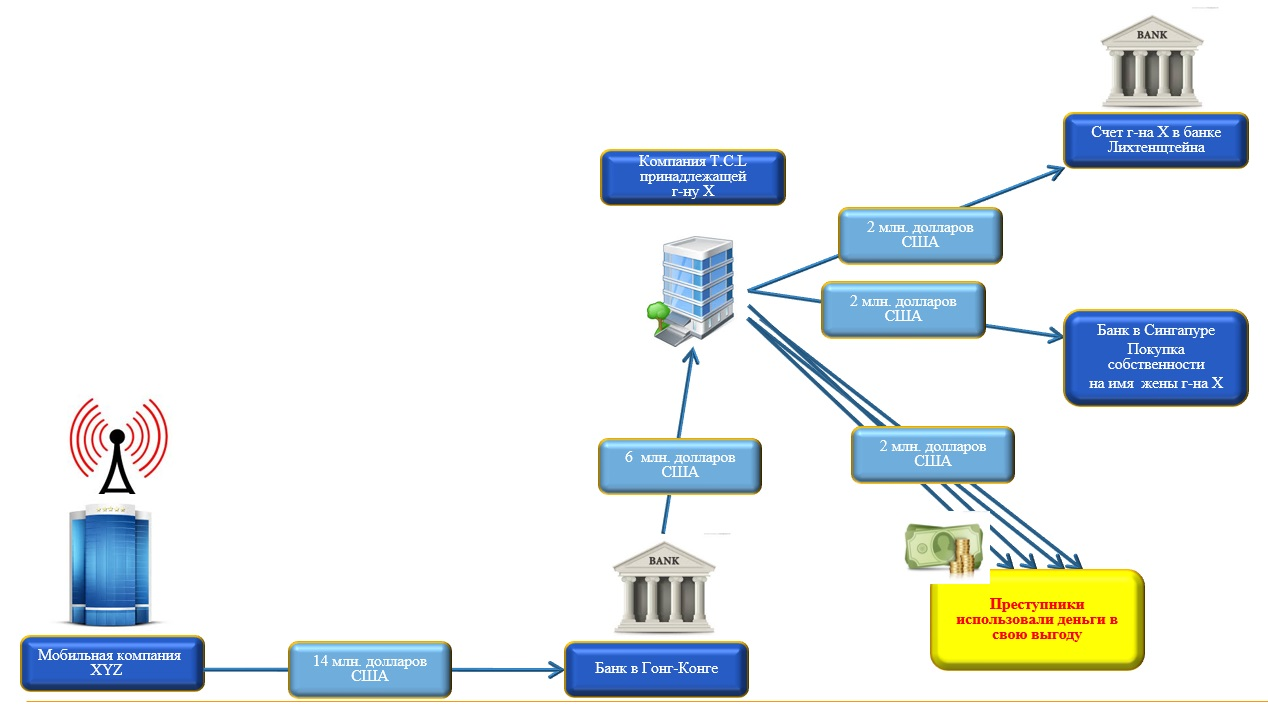 BANK
Счет г-на X в банке
Лихтенштейна
Компания T.C.L
принадлежащей
г-ну X
2 млн. долларов
США
2 млн. долларов
США
Банк в Сингапуре
Покупка
собственности
на имя жены г-на X
6 млн. долларов
США
2 млн. долларов
США
BANK
Преступники
использовали деньги в
свою выгоду
Мобильная компания
XYZ
14 млн. долларов
США
Банк в Гонг-Конге